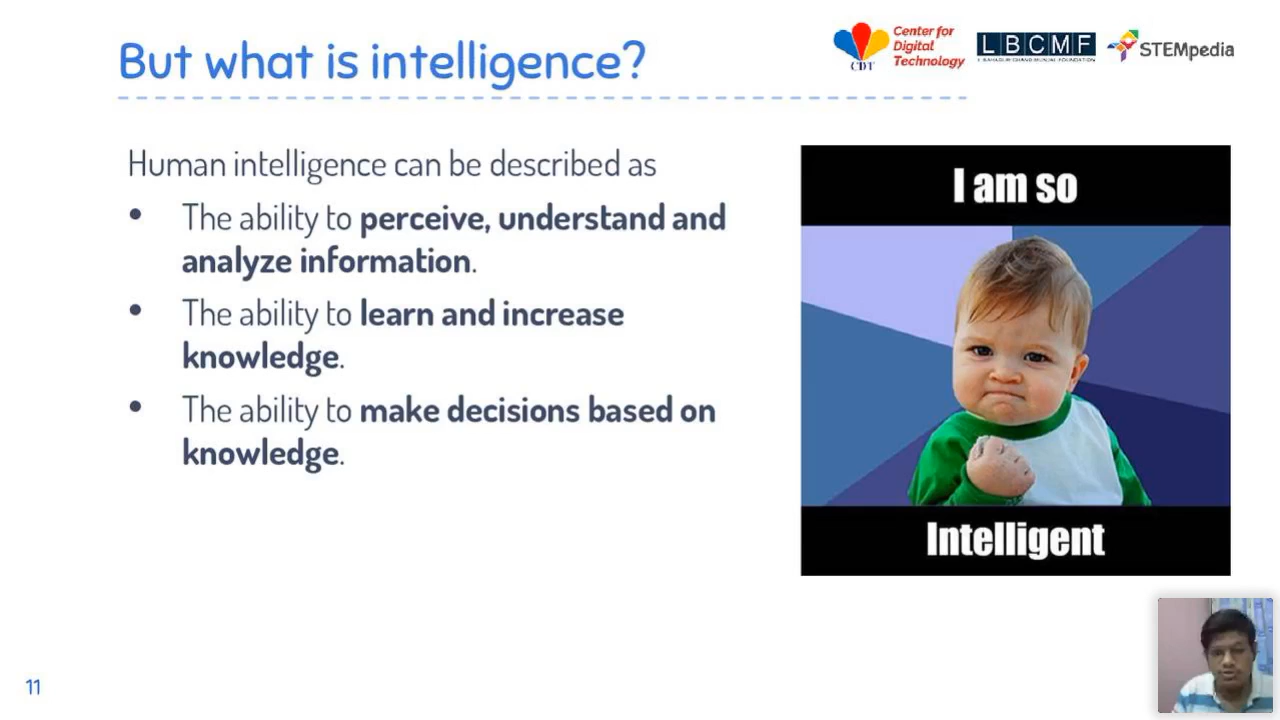 But what is intelligence?
Center for
Digital
Technology
CDT
LBCMF
STEMpedia
Human intelligence can be described as
• The ability to perceive, understand and
analyze information.
• The ability to learn and increase
knowledge.
• The ability to make decisions based on
knowledge.
I am so
Intelligent
11